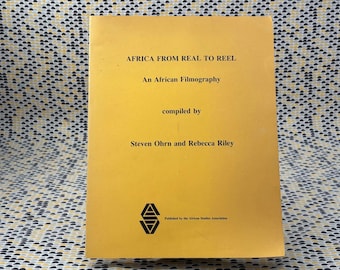 AFRICA FROM REAL TO REEL
An African Filmography
compiled by
Steven Ohrn and Rebecca Riley
Published by the African Studies Association